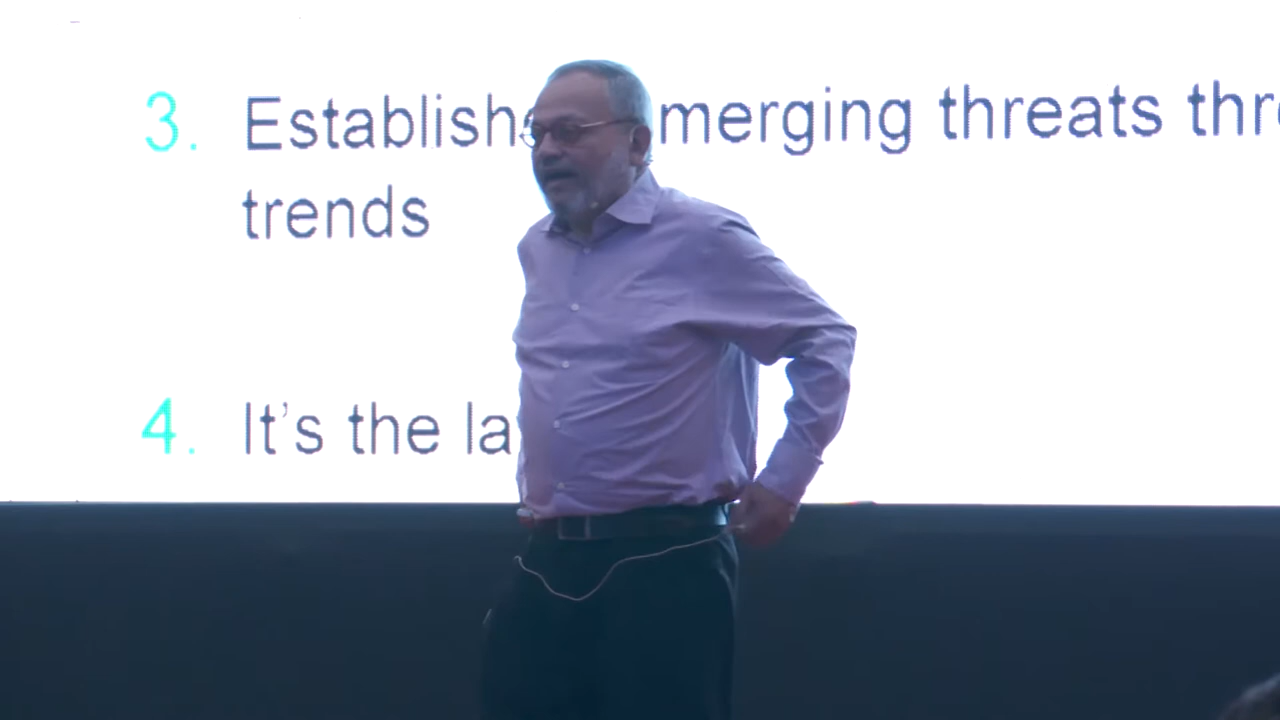 3. Establish merging threats thr
trends
4. It's the la